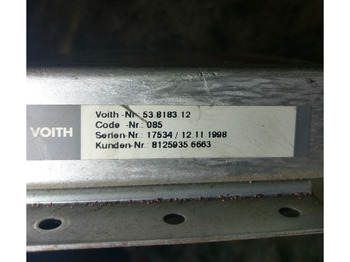 VOITH
Voith -Nr.: 53.8183.12
Code -Nr.: 085
Serien-Nr.: 17534 / 12.11.1998
Kunden-Nr.: 8125935 6663